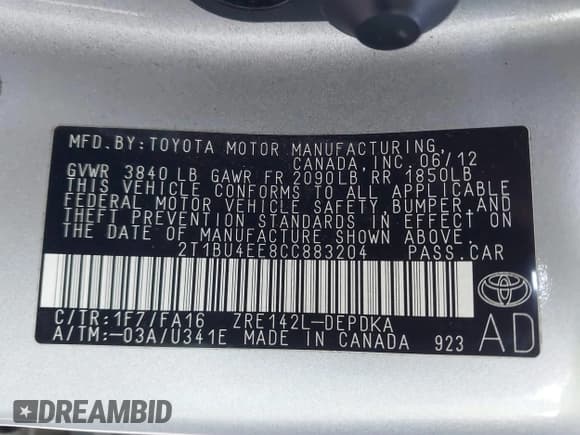 MFD.BY:TOYOTA MOTOR MANUFACTURING,
CANADA, INC. 06/12
GVWR 3840 LB GAWR FR 2090LB RR 1850LB
THIS VEHICLE CONFORMS TO ALL APPLICABLE
FEDERAL MOTOR VEHICLE SAFETY, BUMPER, AND
THEFT PREVENTION STANDARDS IN EFFECT ON
THE DATE OF MANUFACTURE SHOWN ABOVE.
2T1BU4EE8CC883204 PASS.CAR
C/TR:1F7/FA16 ZRE142L-DEPDKA
A/TM:-03A/U341E MADE IN CANADA 923
AD
DREAMBID